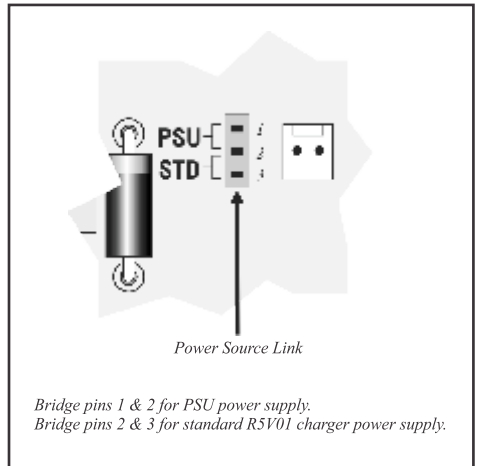 PSU 1
2
STD 3
Power Source Link
Bridge pins 1 & 2 for PSU power supply.
Bridge pins 2 & 3 for standard R5V01 charger power supply.